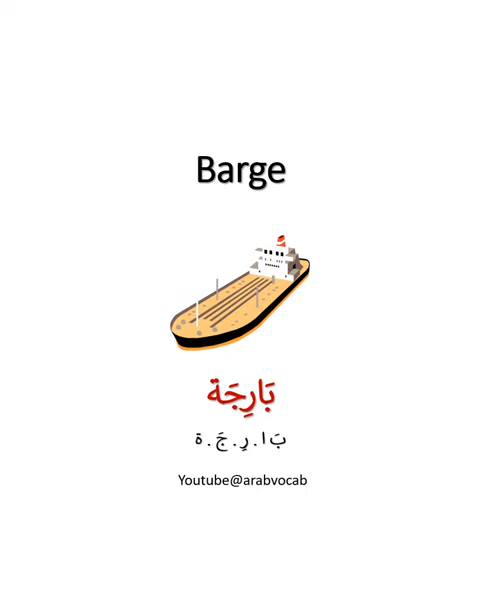 Barge
بَارِجَة
بَ ا . رِ . جَ . ة
Youtube@arabvocab